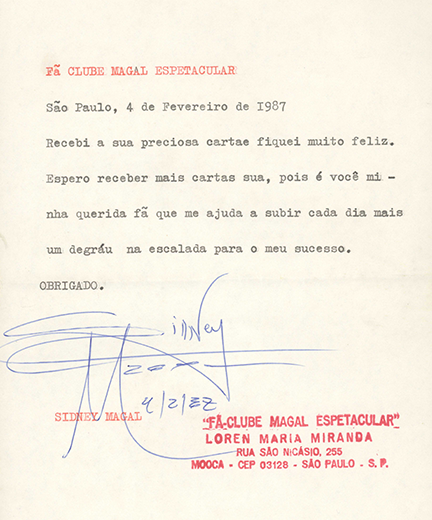 Fã CLUBE MAGAL ESPETACULAR
São Paulo, 4 de Fevereiro de 1987
Recebi a sua preciosa cartae fiquei muito feliz.
Espero receber mais cartas sua, pois é você mi -
nha querida fã que me ajuda a subir cada dia mais
um degráu na escalada para o meu sucesso.
OBRIGADO.
Sidney
Magal
4/2/87
SIDNEY MAGAL
"FÃ-CLUBE MAGAL ESPETACULAR"
LOREN MARIA MIRANDA
RUA SÃO NICÁSIO, 255
MOOCA - CEP 03128 - SÃO PAULO - S. P.